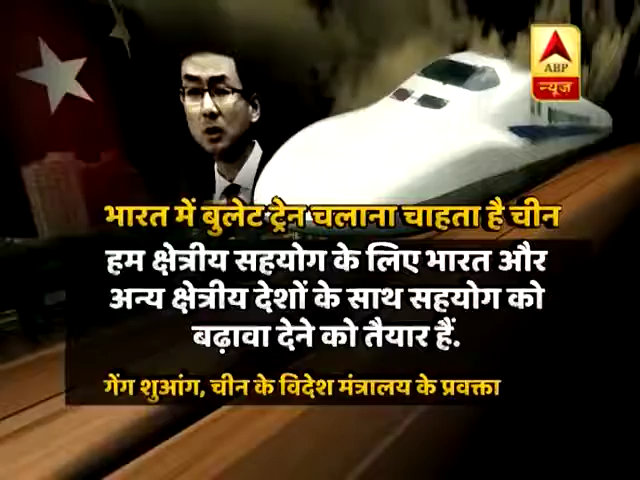 ABP
न्यूज़
भारत में बुलेट ट्रेन चलाना चाहता है चीन
हम क्षेत्रीय सहयोग के लिए भारत और
अन्य क्षेत्रीय देशों के साथ सहयोग को
बढ़ावा देने को तैयार हैं.
गेंग शुआंग, चीन के विदेश मंत्रालय के प्रवक्ता